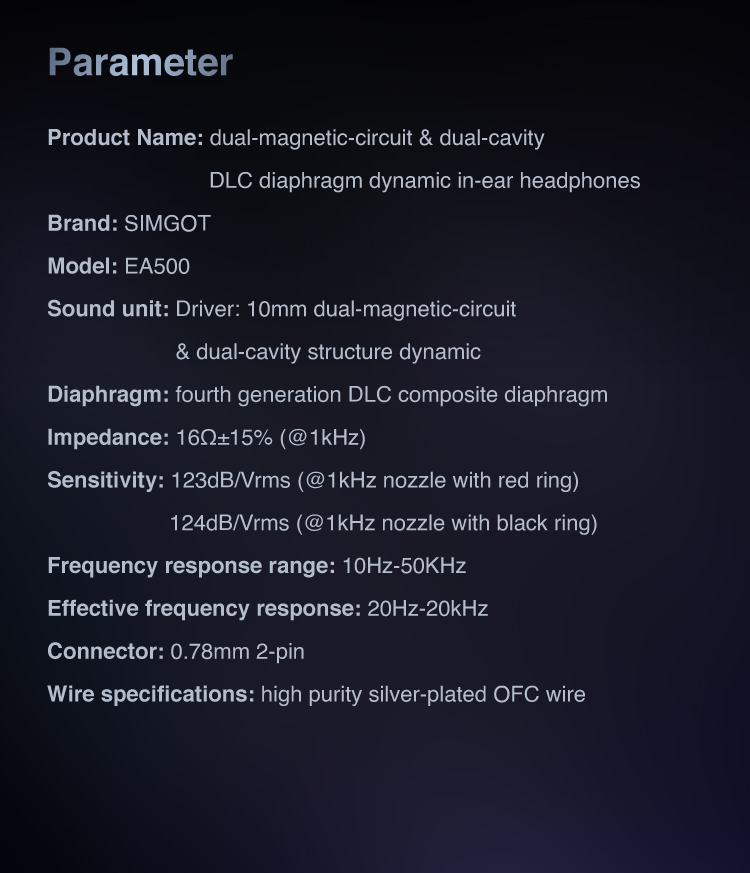 Parameter
Product Name: dual-magnetic-circuit & dual-cavity
DLC diaphragm dynamic in-ear headphones
Brand: SIMGOT
Model: EA500
Sound unit: Driver: 10mm dual-magnetic-circuit
& dual-cavity structure dynamic
Diaphragm: fourth generation DLC composite diaphragm
Impedance: 16Ω±15% (@1kHz)
Sensitivity: 123dB/Vrms (@1kHz nozzle with red ring)
124dB/Vrms (@1kHz nozzle with black ring)
Frequency response range: 10Hz-50KHz
Effective frequency response: 20Hz-20kHz
Connector: 0.78mm 2-pin
Wire specifications: high purity silver-plated OFC wire